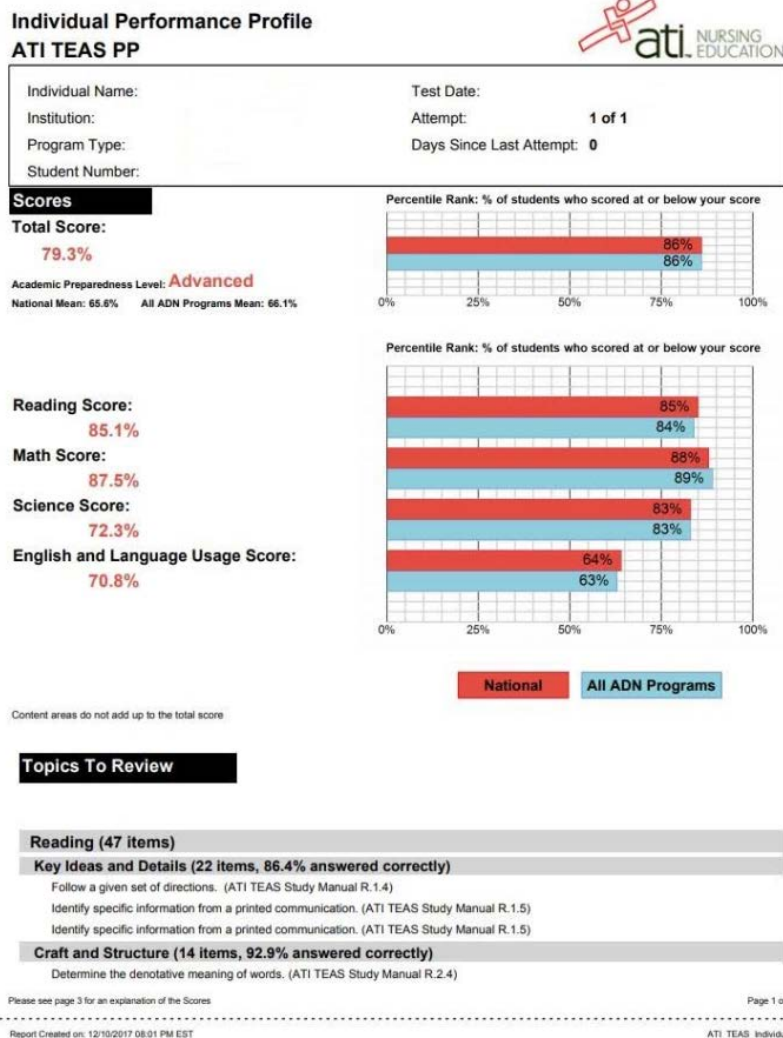 Individual Performance Profile
ATI TEAS PP
ati NURSING
EDUCATION
Individual Name:
Test Date:
Institution:
Attempt: 1 of 1
Program Type:
Days Since Last Attempt: 0
Student Number:
Scores
Percentile Rank: % of students who scored at or below your score
Total Score:
79.3%
86%
86%
Academic Preparedness Level: Advanced
National Mean: 65.6% All ADN Programs Mean: 66.1%
0% 25% 50% 75% 100%
Percentile Rank: % of students who scored at or below your score
Reading Score:
85%
85.1%
84%
Math Score:
88%
87.5%
89%
Science Score:
83%
72.3%
83%
English and Language Usage Score:
64%
70.8%
63%
0% 25% 50% 75% 100%
National All ADN Programs
Content areas do not add up to the total score
Topics To Review
Reading (47 items)
Key Ideas and Details (22 items, 86.4% answered correctly)
Follow a given set of directions. (ATI TEAS Study Manual R.1.4)
Identify specific information from a printed communication. (ATI TEAS Study Manual R.1.5)
Identify specific information from a printed communication. (ATI TEAS Study Manual R.1.5)
Craft and Structure (14 items, 92.9% answered correctly)
Determine the denotative meaning of words. (ATI TEAS Study Manual R.2.4)
Please see page 3 for an explanation of the Scores
Page 1 o
Report Created on: 12/10/2017 08:01 PM EST
ATI_TEAS_Individu